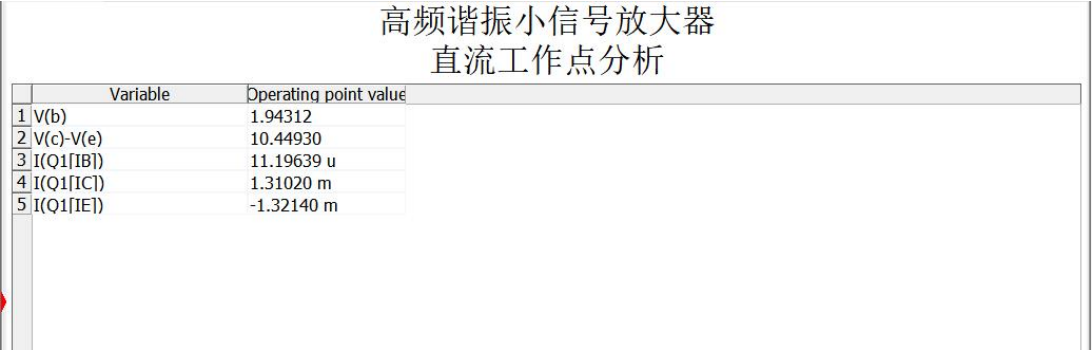 高频谐振小信号放大器
直流工作点分析
Variable Operating point value
1 V(b) 1.94312
2 V(c)-V(e) 10.44930
3 I(Q1[IB]) 11.19639 u
4 I(Q1[IC]) 1.31020 m
5 I(Q1[IE]) -1.32140 m